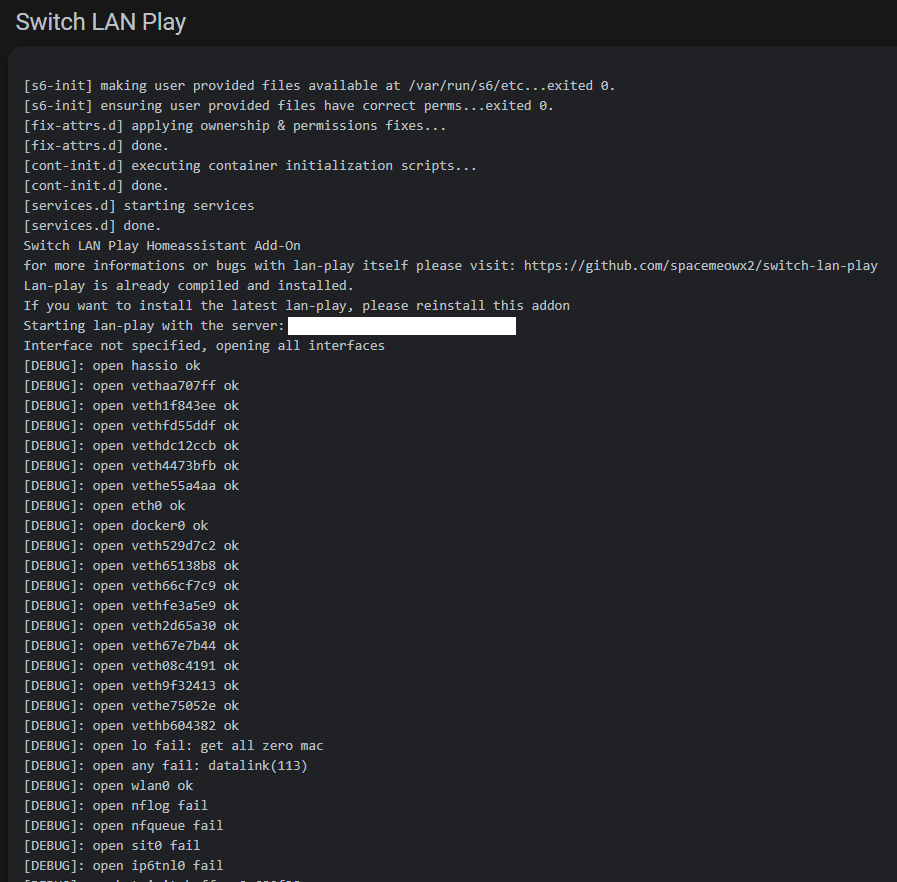 Switch LAN Play
[s6-init] making user provided files available at /var/run/s6/etc...exited 0.
[s6-init] ensuring user provided files have correct perms...exited 0.
[fix-attrs.d] applying ownership & permissions fixes...
[fix-attrs.d] done.
[cont-init.d] executing container initialization scripts...
[cont-init.d] done.
[services.d] starting services
[services.d] done.
Switch LAN Play Homeassistant Add-On
for more informations or bugs with lan-play itself please visit: https://github.com/spacemeowx2/switch-lan-play
Lan-play is already compiled and installed.
If you want to install the latest lan-play, please reinstall this addon
Starting lan-play with the server:
Interface not specified, opening all interfaces
[DEBUG]: open hassio ok
[DEBUG]: open vethaa707ff ok
[DEBUG]: open veth1f843ee ok
[DEBUG]: open vethfd55ddf ok
[DEBUG]: open vethdc12ccb ok
[DEBUG]: open veth4473bfb ok
[DEBUG]: open vethe55a4aa ok
[DEBUG]: open eth0 ok
[DEBUG]: open docker0 ok
[DEBUG]: open veth529d7c2 ok
[DEBUG]: open veth65138b8 ok
[DEBUG]: open veth66cf7c9 ok
[DEBUG]: open vethfe3a5e9 ok
[DEBUG]: open veth2d65a30 ok
[DEBUG]: open veth67e7b44 ok
[DEBUG]: open veth08c4191 ok
[DEBUG]: open veth9f32413 ok
[DEBUG]: open vethe75052e ok
[DEBUG]: open vethb604382 ok
[DEBUG]: open lo fail: get all zero mac
[DEBUG]: open any fail: datalink(113)
[DEBUG]: open wlan0 ok
[DEBUG]: open nflog fail
[DEBUG]: open nfqueue fail
[DEBUG]: open sit0 fail
[DEBUG]: open ip6tnl0 fail